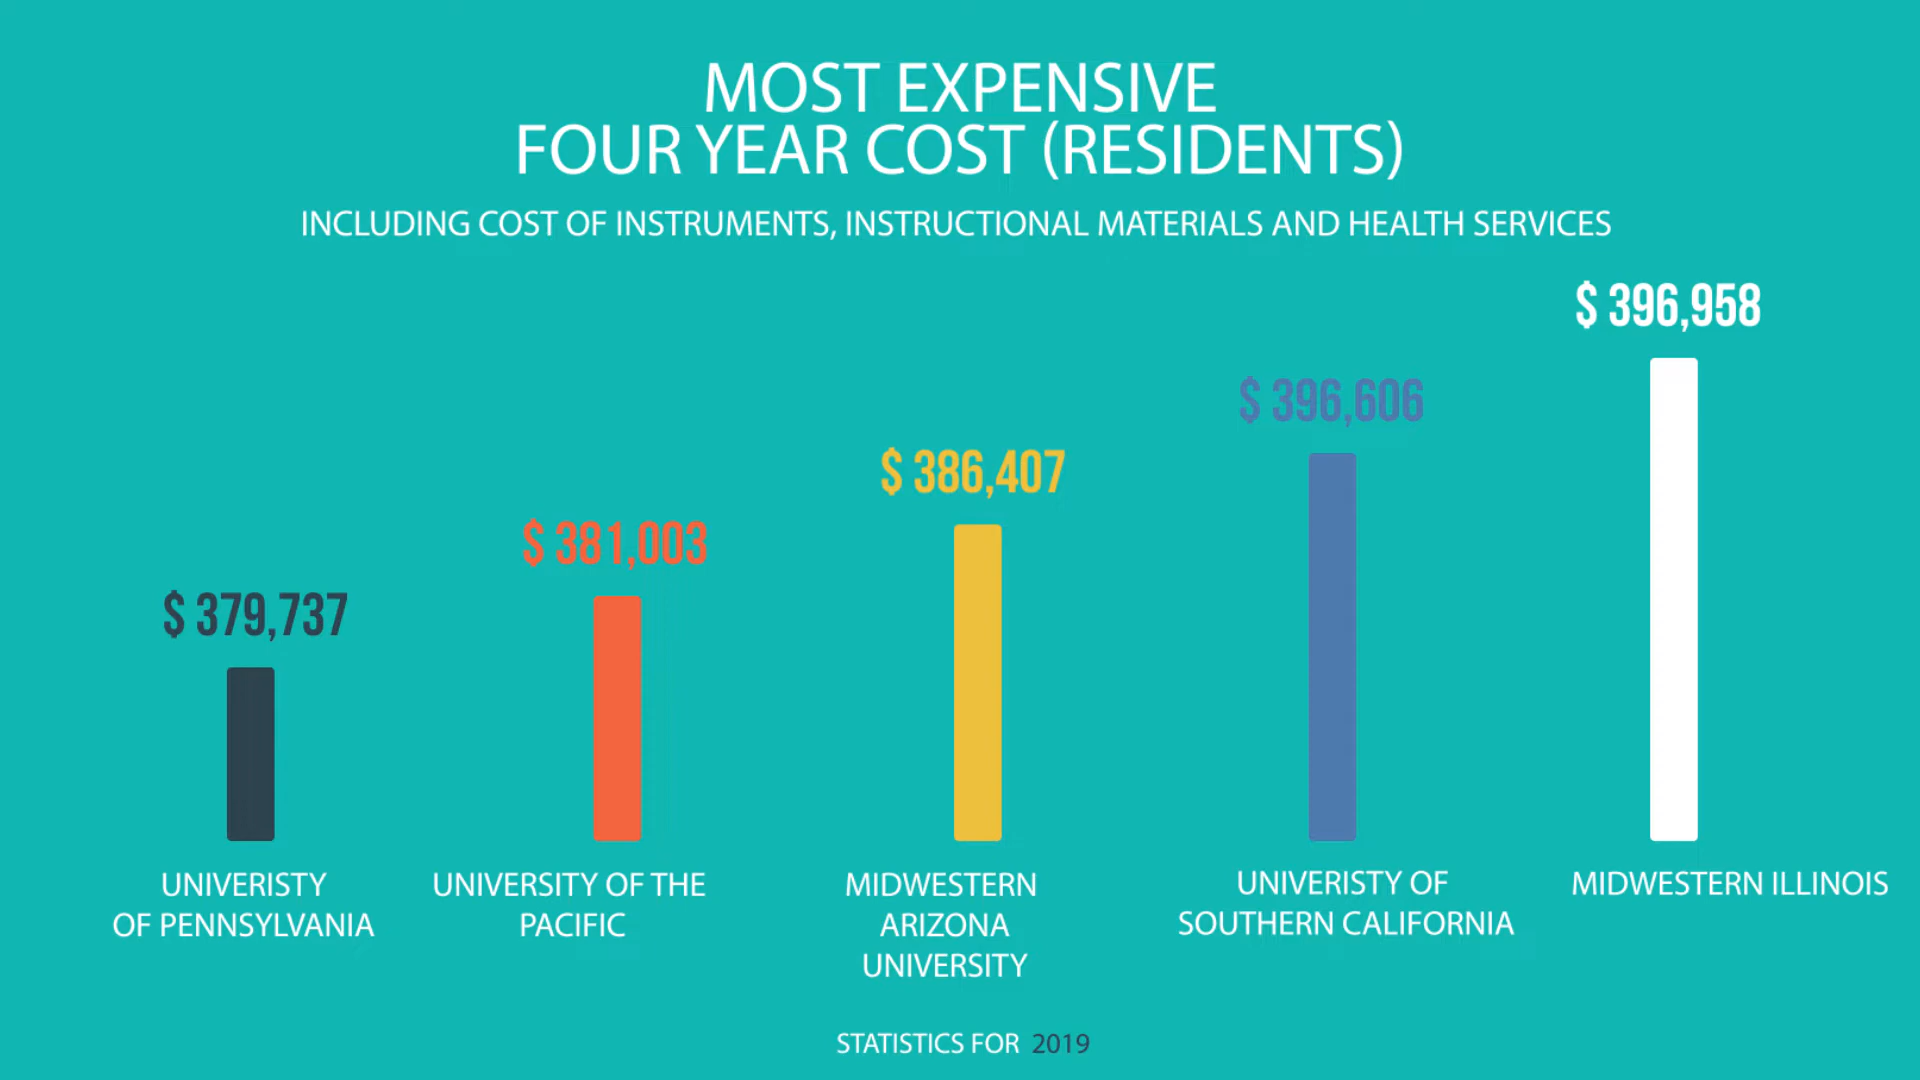 MOST EXPENSIVE
FOUR YEAR COST (RESIDENTS)
INCLUDING COST OF INSTRUMENTS, INSTRUCTIONAL MATERIALS AND HEALTH SERVICES
$ 379,737
$ 381,003
$ 386,407
$ 396,606
$ 396,958
UNIVERISTY
OF PENNSYLVANIA
UNIVERSITY OF THE
PACIFIC
MIDWESTERN
ARIZONA
UNIVERSITY
UNIVERISTY OF
SOUTHERN CALIFORNIA
MIDWESTERN ILLINOIS
STATISTICS FOR 2019